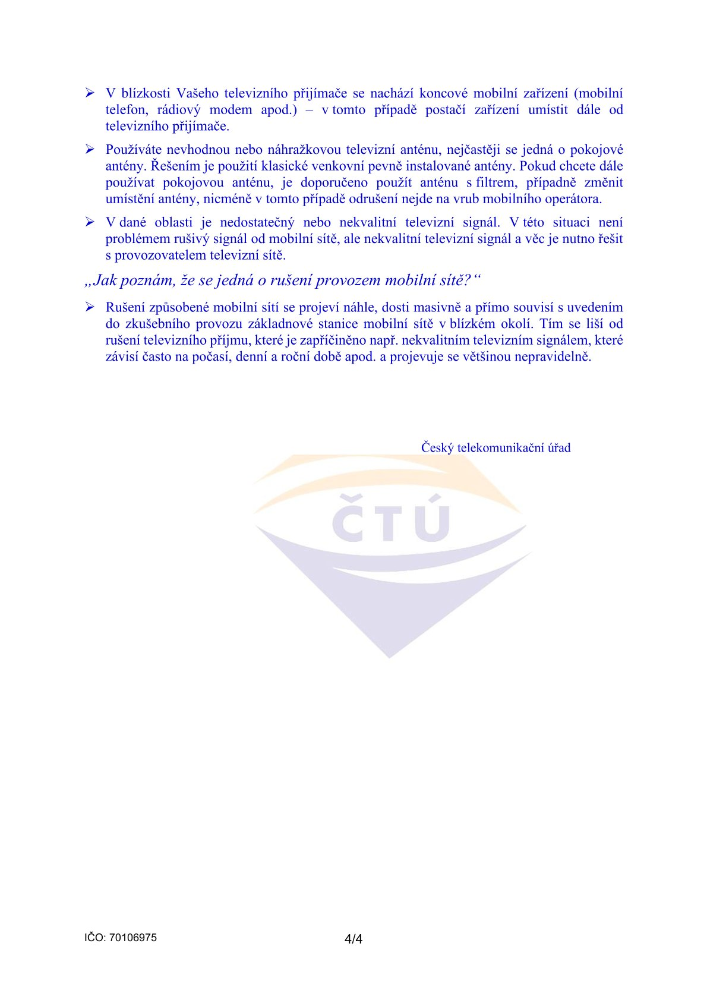 ➢ V blízkosti Vašeho televizního přijímače se nachází koncové mobilní zařízení (mobilní
telefon, rádiový modem apod.) – v tomto případě postačí zařízení umístit dále od
televizního přijímače.
➢ Používáte nevhodnou nebo náhražkovou televizní anténu, nejčastěji se jedná o pokojové
antény. Řešením je použití klasické venkovní pevně instalované antény. Pokud chcete dále
používat pokojovou anténu, je doporučeno použít anténu s filtrem, případně změnit
umístění antény, nicméně v tomto případě odrušení nejde na vrub mobilního operátora.
➢ V dané oblasti je nedostatečný nebo nekvalitní televizní signál. V této situaci není
problémem rušivý signál od mobilní sítě, ale nekvalitní televizní signál a věc je nutno řešit
s provozovatelem televizní sítě.
„Jak poznám, že se jedná o rušení provozem mobilní sítě?“
➢ Rušení způsobené mobilní sítí se projeví náhle, dosti masivně a přímo souvisí s uvedením
do zkušebního provozu základnové stanice mobilní sítě v blízkém okolí. Tím se liší od
rušení televizního příjmu, které je zapříčiněno např. nekvalitním televizním signálem, které
závisí často na počasí, denní a roční době apod. a projevuje se většinou nepravidelně.
Český telekomunikační úřad
ČTÚ
IČO: 70106975
4/4